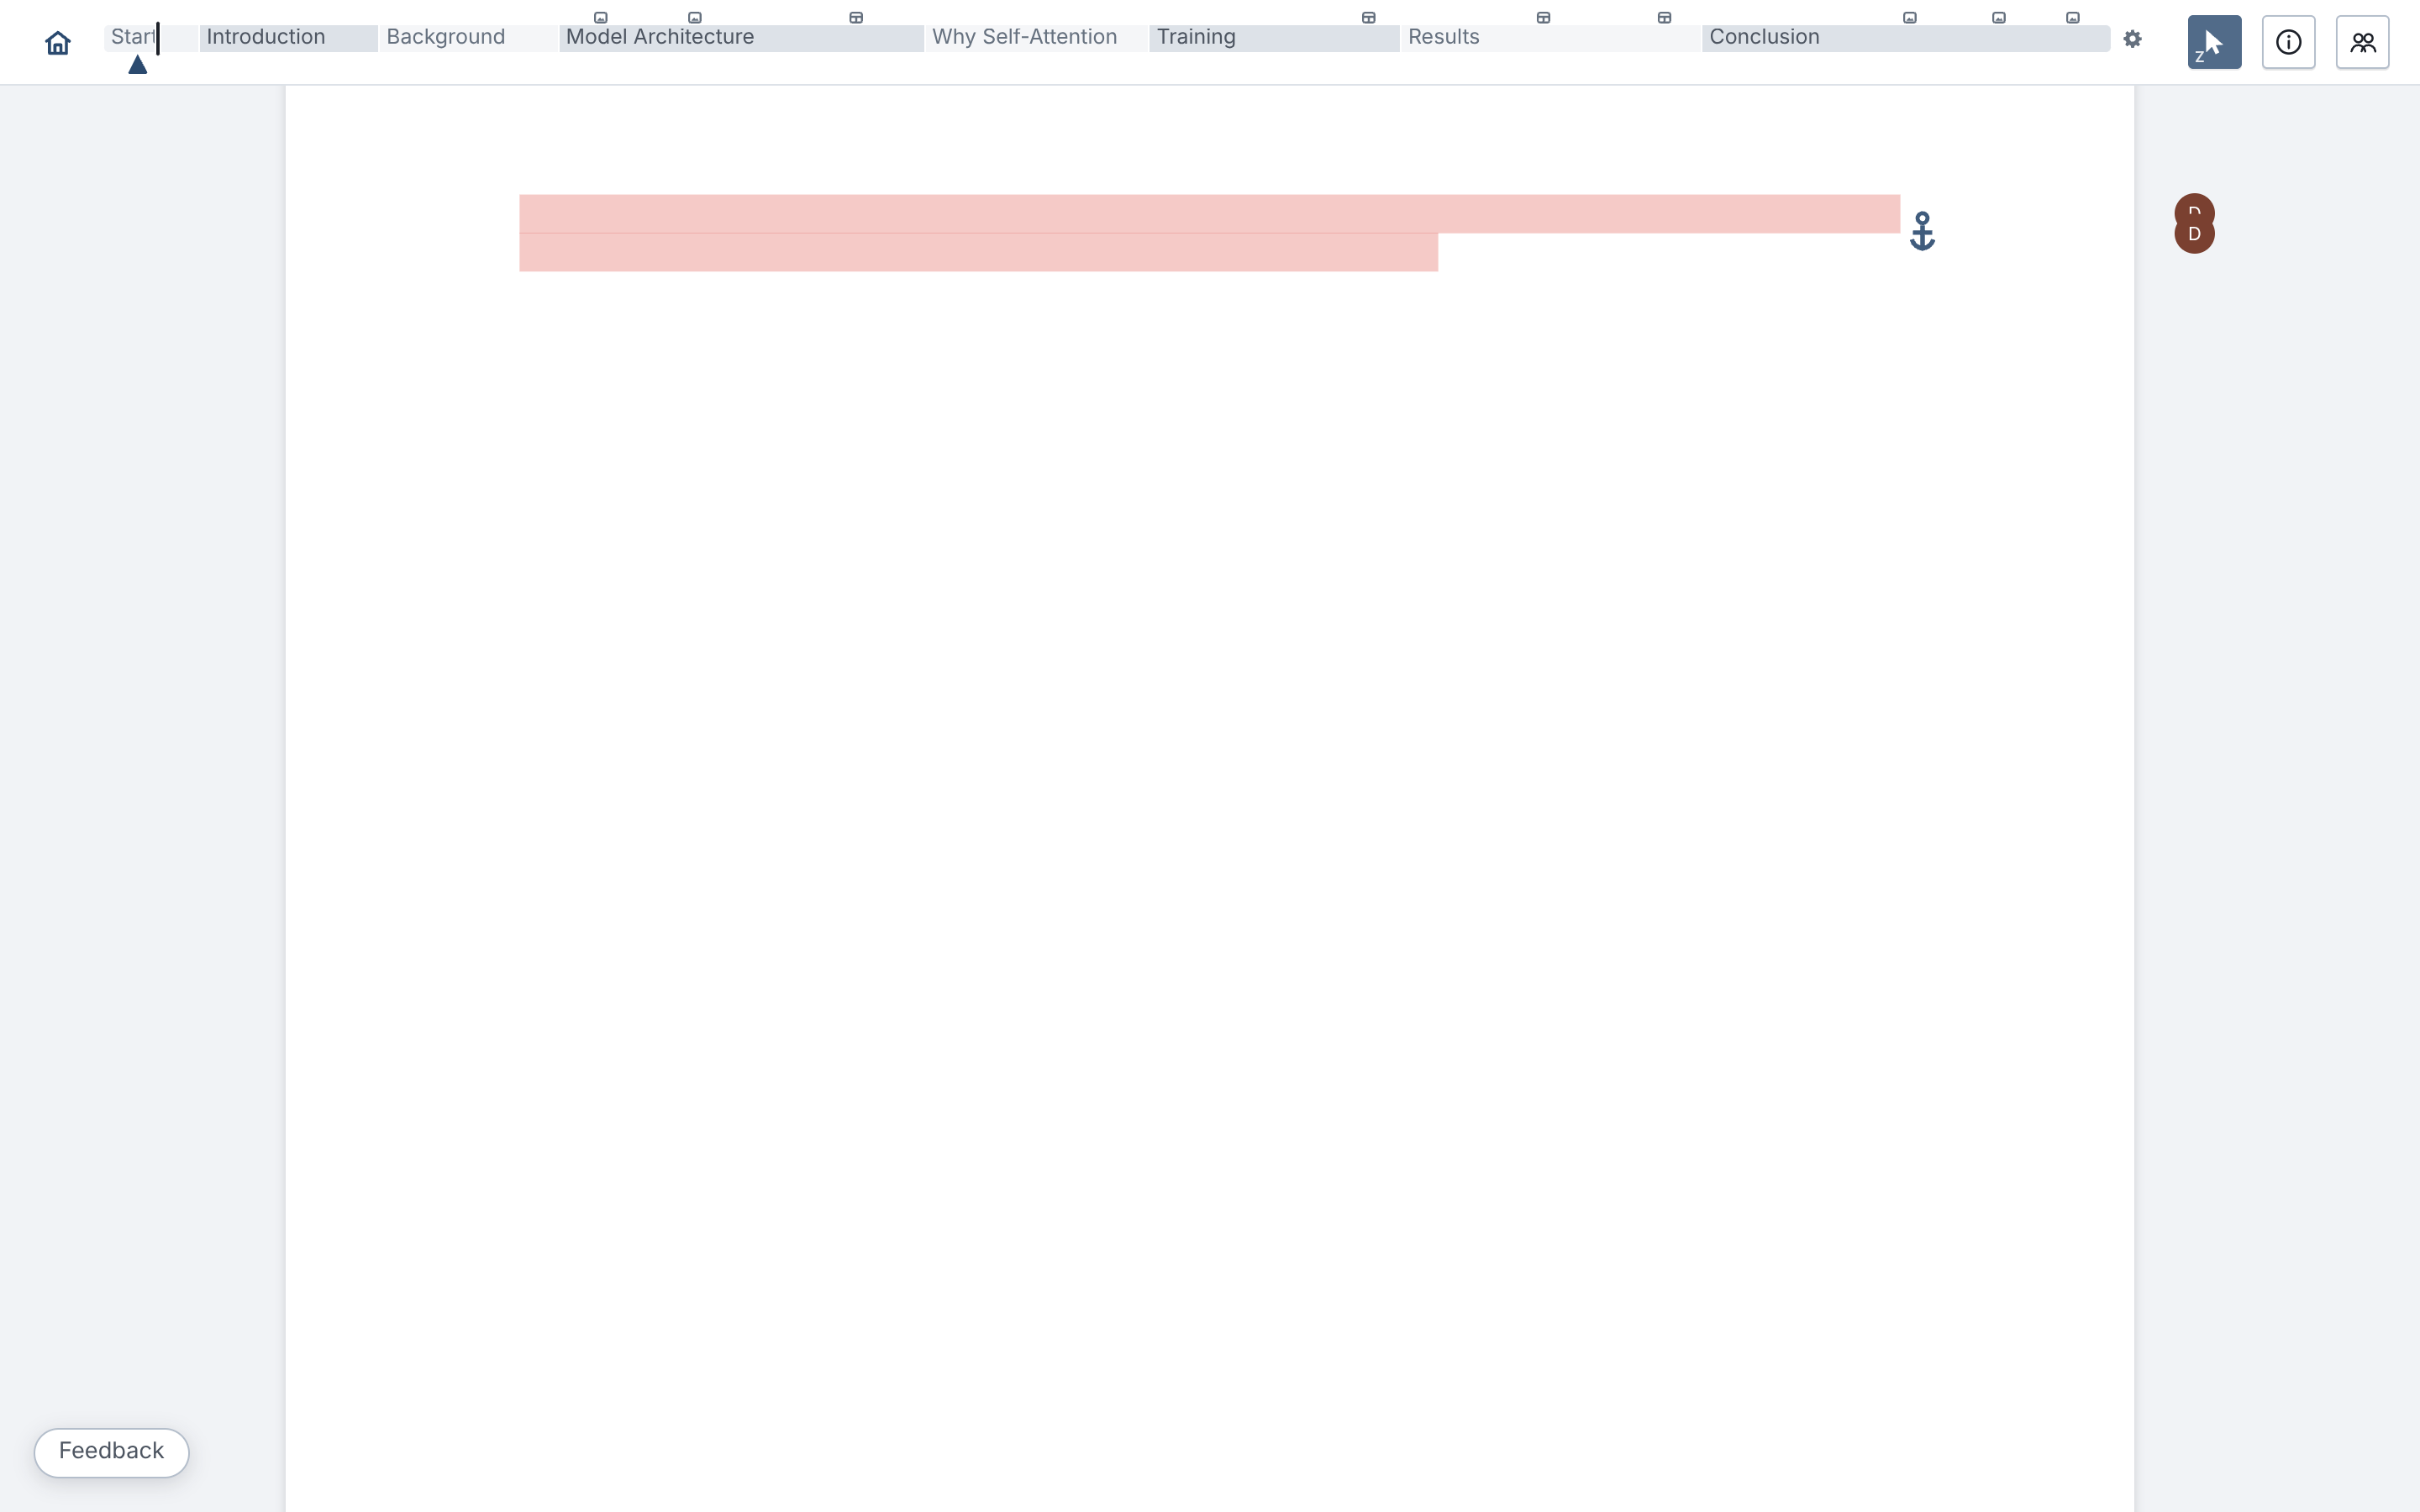 Start Introduction Background Model Architecture Why Self-Attention Training Results Conclusion
Z
D
D
Feedback